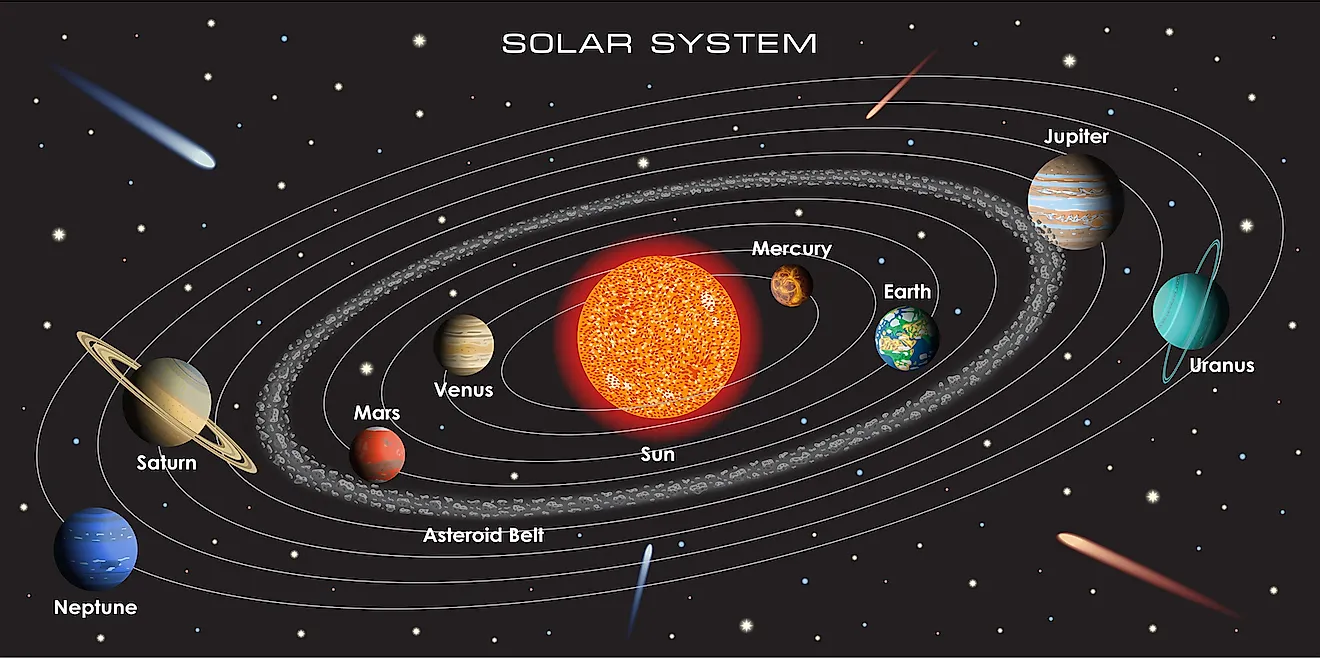 SOLAR SYSTEM
Jupiter
Mercury
Earth
Uranus
Venus
Mars
Sun
Saturn
Asteroid Belt
Neptune